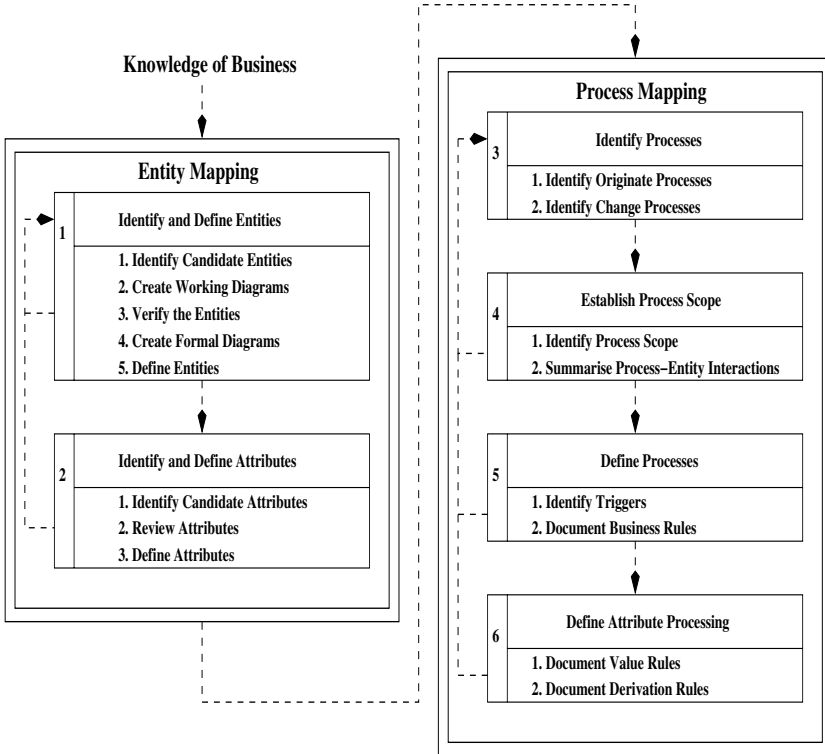 Knowledge of Business
Entity Mapping
1
Identify and Define Entities
1. Identify Candidate Entities
2. Create Working Diagrams
3. Verify the Entities
4. Create Formal Diagrams
5. Define Entities
2
Identify and Define Attributes
1. Identify Candidate Attributes
2. Review Attributes
3. Define Attributes
Process Mapping
3
Identify Processes
1. Identify Originate Processes
2. Identify Change Processes
4
Establish Process Scope
1. Identify Process Scope
2. Summarise Process−Entity Interactions
5
Define Processes
1. Identify Triggers
2. Document Business Rules
6
Define Attribute Processing
1. Document Value Rules
2. Document Derivation Rules